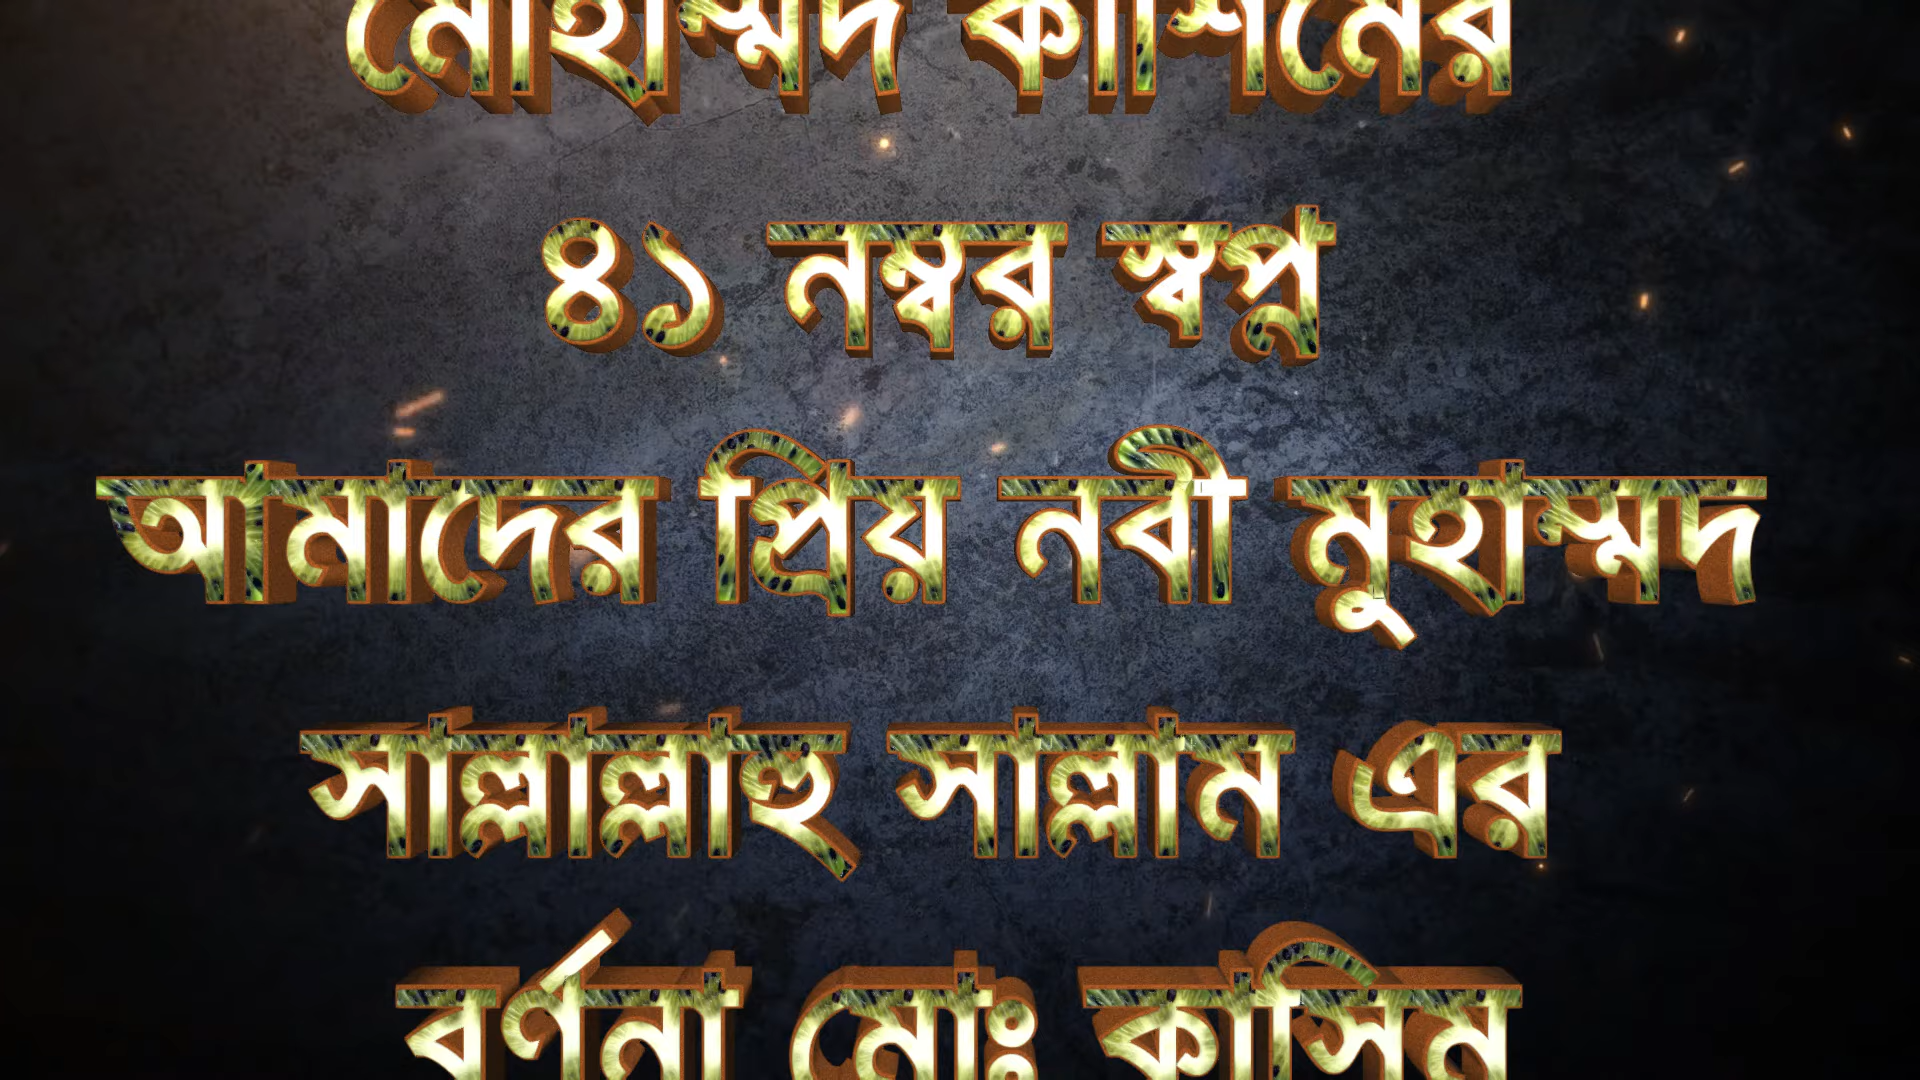 মোহাম্মদ কাশিমের
৪১ নম্বর স্বপ্ন
আমাদের প্রিয় নবী মুহাম্মদ
সাল্লাল্লাহু সাল্লাম এর
বর্ণনা মোঃ কাসিম